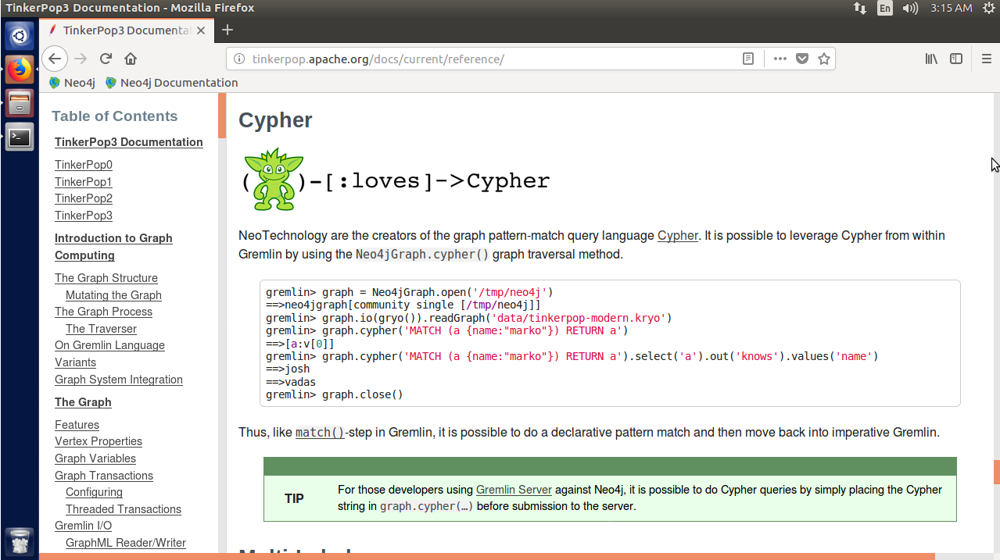 TinkerPop3 Documentation - Mozilla Firefox
En
3:15 AM
TinkerPop3 Documenta
tinkerpop.apache.org/docs/current/reference/
Neo4j
Neo4j Documentation
Table of Contents
TinkerPop3 Documentation
TinkerPop0
TinkerPop1
TinkerPop2
TinkerPop3
Introduction to Graph
Computing
The Graph Structure
Mutating the Graph
The Graph Process
The Traverser
On Gremlin Language
Variants
Graph System Integration
The Graph
Features
Vertex Properties
Graph Variables
Graph Transactions
Configuring
Threaded Transactions
Gremlin I/O
GraphML Reader/Writer
Cypher
( )-[:loves]->Cypher
NeoTechnology are the creators of the graph pattern-match query language Cypher. It is possible to leverage Cypher from within
Gremlin by using the Neo4jGraph.cypher() graph traversal method.
gremlin> graph = Neo4jGraph.open('/tmp/neo4j')
==>neo4jgraph[community single [/tmp/neo4j]]
gremlin> graph.io(gryo()).readGraph('data/tinkerpop-modern.kryo')
gremlin> graph.cypher('MATCH (a {name:"marko"}) RETURN a')
==>[a:v[0]]
gremlin> graph.cypher('MATCH (a {name:"marko"}) RETURN a').select('a').out('knows').values('name')
==>josh
==>vadas
gremlin> graph.close()
Thus, like match()-step in Gremlin, it is possible to do a declarative pattern match and then move back into imperative Gremlin.
TIP
For those developers using Gremlin Server against Neo4j, it is possible to do Cypher queries by simply placing the Cypher
string in graph.cypher(…) before submission to the server.